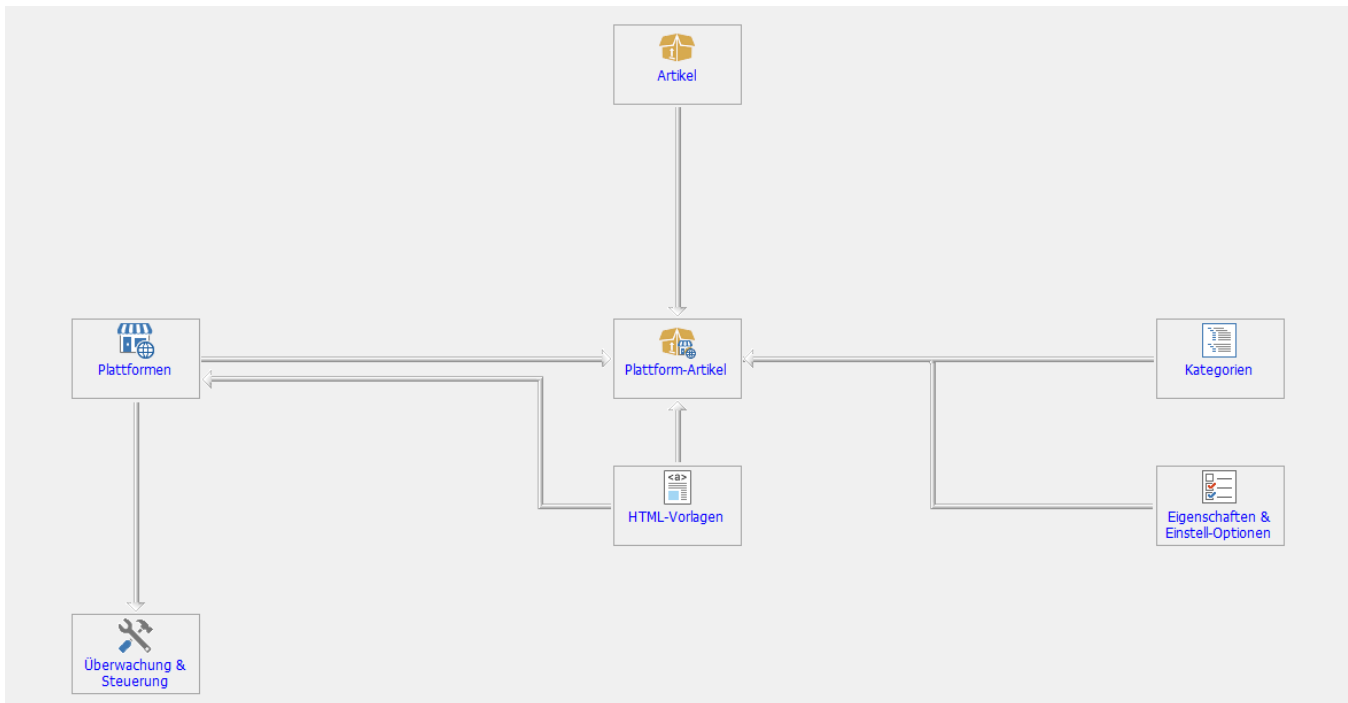 Artikel
Plattformen
Plattform-Artikel
Kategorien
<a>
HTML-Vorlagen
Eigenschaften &
Einstell-Optionen
Überwachung &
Steuerung